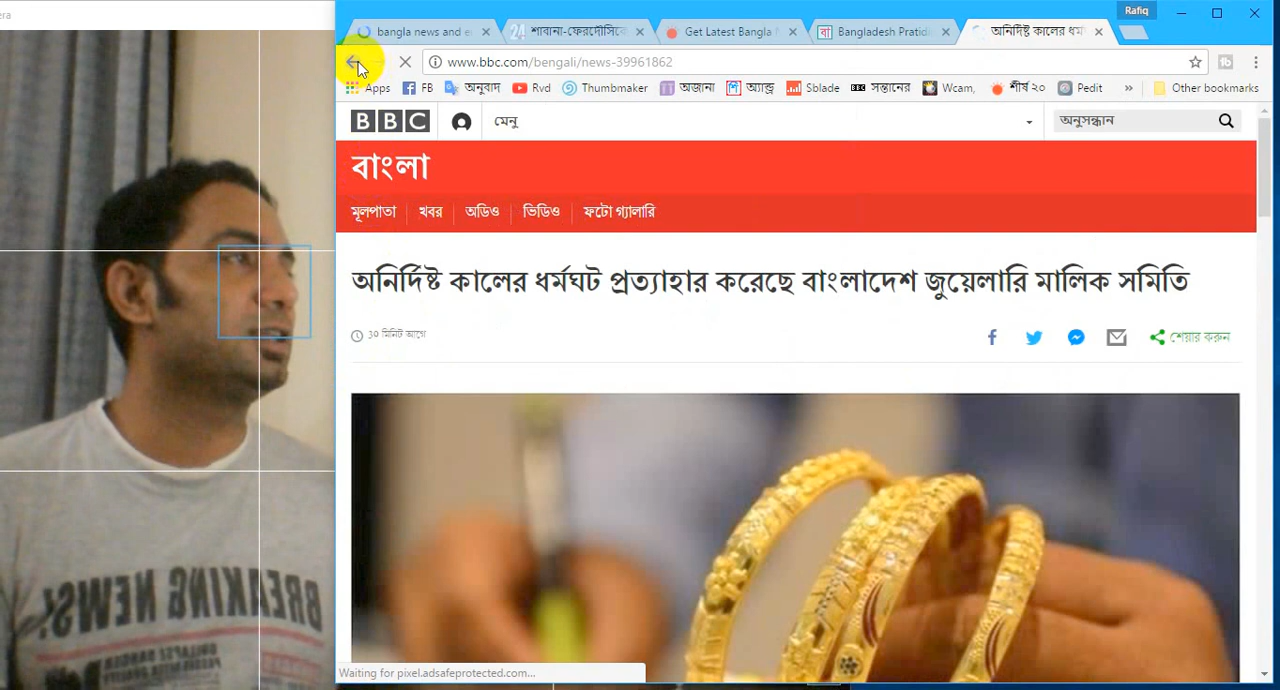 era
Rafiq
bangla news and e
শাবানা-ফেরদৌসিকে
Get Latest Bangla N
Bangladesh Pratid
অনির্দিষ্ট কালের ধর্ম
www.bbc.com/bengali/news-39961862
Apps
FB
অনুবাদ
Rvd
Thumbmaker
অজানা
অ্যান্ড্র
Sblade
BBC সন্তানের
Wcam,
শীর্ষ ২০
Pedit
»
Other bookmarks
BBC
মেনু
অনুসন্ধান
বাংলা
মূলপাতা
খবর
অডিও
ভিডিও
ফটো গ্যালারি
অনির্দিষ্ট কালের ধর্মঘট প্রত্যাহার করেছে বাংলাদেশ জুয়েলারি মালিক সমিতি
৩০ মিনিট আগে
শেয়ার করুন
BREAKING NEWS!
Waiting for pixel.adsafeprotected.com...